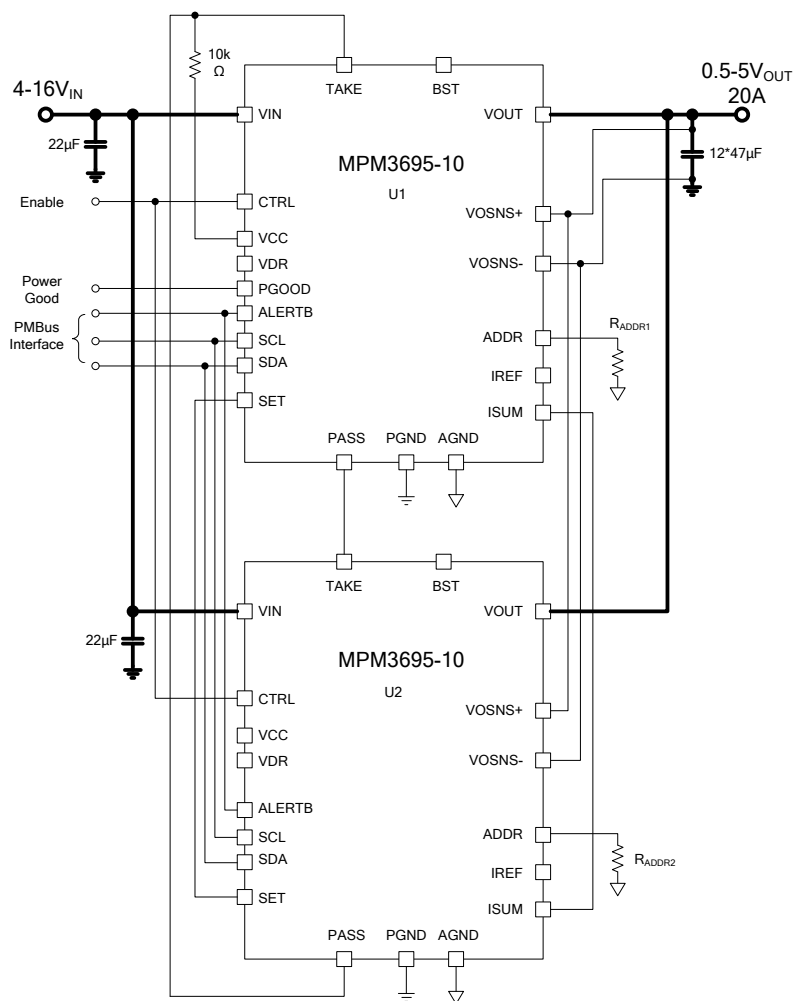 10k
Ω
TAKE
BST
4-16VIN
0.5-5VOUT
20A
VIN
VOUT
22µF
12*47µF
MPM3695-10
U1
Enable
CTRL
VOSNS+
VCC
VDR
VOSNS-
Power
Good
PGOOD
PMBus
Interface
ALERTB
SCL
SDA
SET
ADDR
RADDR1
IREF
ISUM
PASS
PGND
AGND
TAKE
BST
VIN
VOUT
22µF
MPM3695-10
U2
CTRL
VOSNS+
VCC
VDR
VOSNS-
ALERTB
SCL
SDA
SET
ADDR
RADDR2
IREF
ISUM
PASS
PGND
AGND